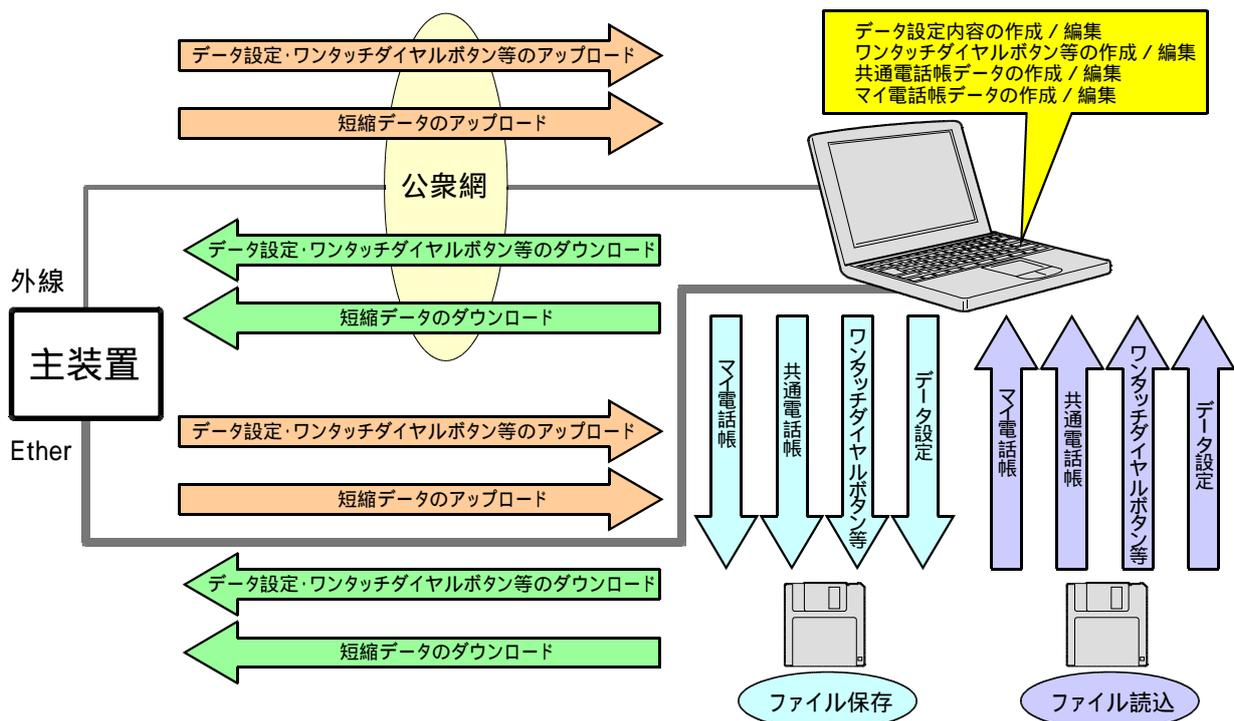 データ設定・ワンタッチダイヤルボタン等のアップロード
短縮データのアップロード
データ設定内容の作成 / 編集
ワンタッチダイヤルボタン等の作成 / 編集
共通電話帳データの作成 / 編集
マイ電話帳データの作成 / 編集
公衆網
データ設定・ワンタッチダイヤルボタン等のダウンロード
短縮データのダウンロード
外線
主装置
Ether
データ設定・ワンタッチダイヤルボタン等のアップロード
短縮データのアップロード
データ設定・ワンタッチダイヤルボタン等のダウンロード
短縮データのダウンロード
マイ電話帳
共通電話帳
ワンタッチダイヤルボタン等
データ設定
マイ電話帳
共通電話帳
ワンタッチダイヤルボタン等
データ設定
ファイル保存
ファイル読込